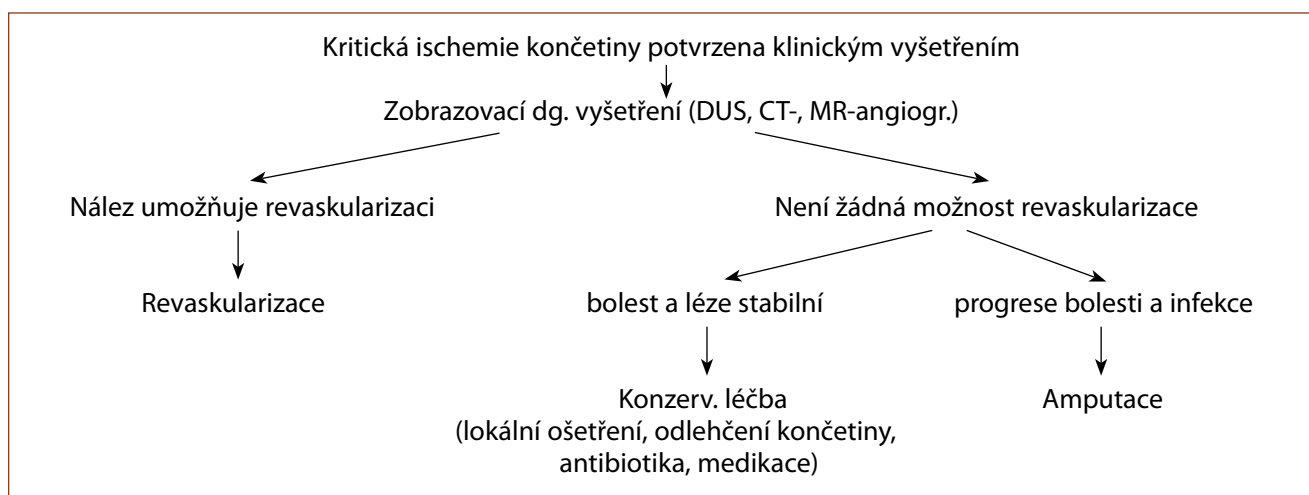 Kritická ischemie končetiny potvrzena klinickým vyšetřením
Zobrazovací dg. vyšetření (DUS, CT-, MR-angiogr.)
Nález umožňuje revaskularizaci
Není žádná možnost revaskularizace
Revaskularizace
bolest a léze stabilní
progrese bolesti a infekce
Konzerv. léčba
(lokální ošetření, odlehčení končetiny,
antibiotika, medikace)
Amputace